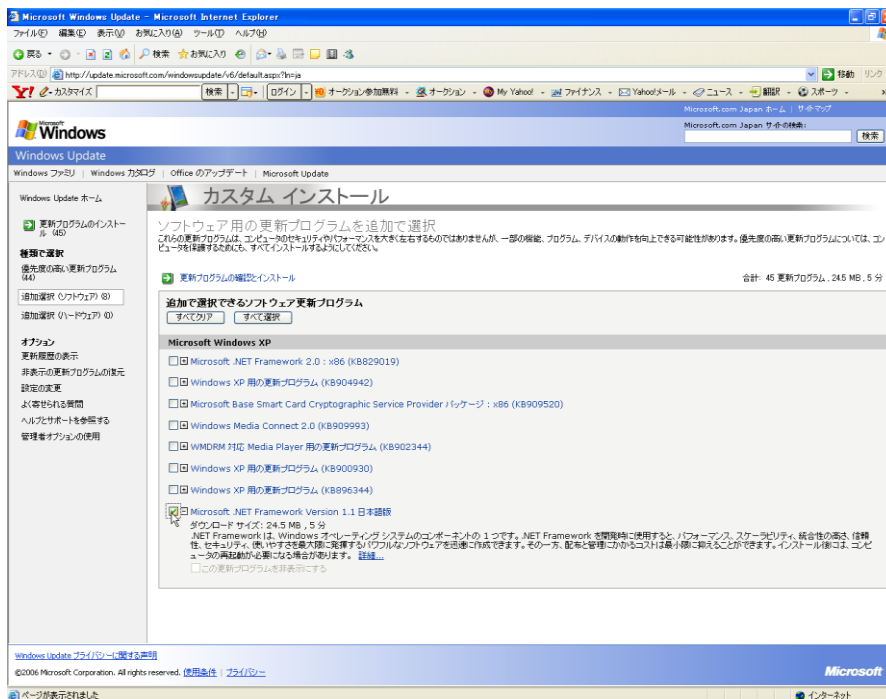 Microsoft Windows Update - Microsoft Internet Explorer
ファイル(F) 編集(E) 表示(V) お気に入り(A) ツール(T) ヘルプ(H)
戻る 検索 お気に入り
アドレス(D) http://update.microsoft.com/windowsupdate/v6/default.aspx?ln=ja 移動 リンク
Y! カスタマイズ 検索 ログイン オークション参加無料 オークション My Yahoo! ファイナンス Yahoo!メール ニュース 翻訳 スポーツ
Microsoft.com Japan ホーム | サイトマップ
Microsoft Windows
Microsoft.com Japan サイトの検索:
検索
Windows Update
Windows ファミリ | Windows カタログ | Office のアップデート | Microsoft Update
Windows Update ホーム
更新プログラムのインストール (45)
種類で選択
優先度の高い更新プログラム (44)
追加選択 (ソフトウェア) (8)
追加選択 (ハードウェア) (0)
オプション
更新履歴の表示
非表示の更新プログラムの復元
設定の変更
よく寄せられる質問
ヘルプとサポートを参照する
管理者オプションの使用
カスタム インストール
ソフトウェア用の更新プログラムを追加で選択
これらの更新プログラムは、コンピュータのセキュリティやパフォーマンスを大きく左右するものではありませんが、一部の機能、プログラム、デバイスの動作を向上できる可能性があります。優先度の高い更新プログラムについては、コン
ピュータを保護するためにも、すべてインストールするようにしてください。
更新プログラムの確認とインストール
合計: 45 更新プログラム , 24.5 MB , 5 分
追加で選択できるソフトウェア更新プログラム
すべてクリア すべて選択
Microsoft Windows XP
Microsoft .NET Framework 2.0 : x86 (KB829019)
Windows XP 用の更新プログラム (KB904942)
Microsoft Base Smart Card Cryptographic Service Provider パッケージ : x86 (KB909520)
Windows Media Connect 2.0 (KB909993)
WMDRM 対応 Media Player 用の更新プログラム (KB902344)
Windows XP 用の更新プログラム (KB900930)
Windows XP 用の更新プログラム (KB896344)
Microsoft .NET Framework Version 1.1 日本語版
ダウンロード サイズ: 24.5 MB , 5 分
.NET Framework は、Windows オペレーティング システムのコンポーネントの 1 つです。.NET Framework を開発時に使用すると、パフォーマンス、スケーラビリティ、統合性の高さ、信頼
性、セキュリティ、使いやすさを最大限に発揮するパワフルなソフトウェアを迅速に作成できます。その一方、配布と管理にかかるコストは最小限に抑えることができます。インストール後には、コンピ
ュータの再起動が必要になる場合があります。 詳細...
この更新プログラムを非表示にする
Windows Update プライバシーに関する声明
©2006 Microsoft Corporation. All rights reserved. 使用条件 | プライバシー
Microsoft
ページが表示されました インターネット